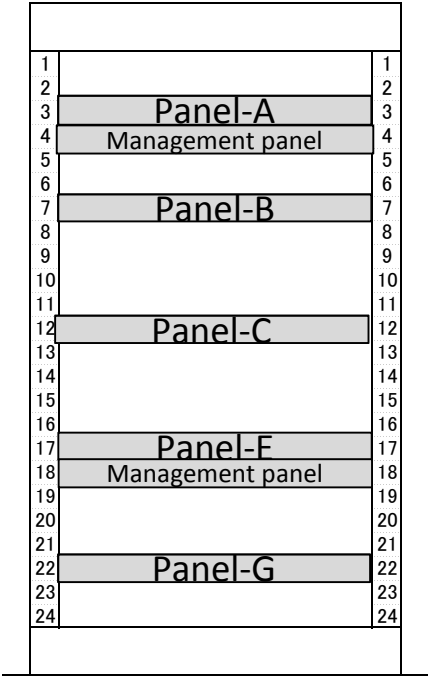 1 1
2 2
3 Panel-A 3
4 Management panel 4
5 5
6 6
7 Panel-B 7
8 8
9 9
10 10
11 11
12 Panel-C 12
13 13
14 14
15 15
16 16
17 Panel-E 17
18 Management panel 18
19 19
20 20
21 21
22 Panel-G 22
23 23
24 24